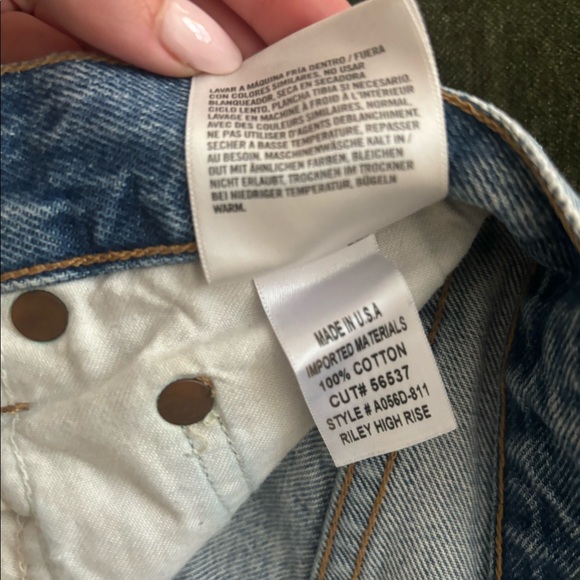 LAVAR A MÁQUINA FRÍA DENTRO / FUERA
CON COLORES SIMILARES, NO USAR
BLANQUEADOR, SECA EN SECADORA
CICLO LENTO, PLANCHA TIBIA SI NECESARIO.
LAVAGE EN MACHINE À FROID À L'INTÉRIEUR
AVEC DES COULEURS SIMILAIRES, NORMAL,
NE PAS UTILISER D'AGENTS DEBLANCHIMENT.
SÉCHER A BASSE TEMPÉRATURE, REPASSER
AU BESOIN. MASCHINENWÄSCHE KALT IN /
OUT MIT ÄHNLICHEN FARBEN, BLEICHEN
NICHT ERLAUBT, TROCKNEN IM TROCKNER
BEI NIEDRIGER TEMPERATUR, BÜGELN
WARM.
MADE IN U.S.A
IMPORTED MATERIALS
100% COTTON
CUT# 56537
STYLE # A056D-811
RILEY HIGH RISE